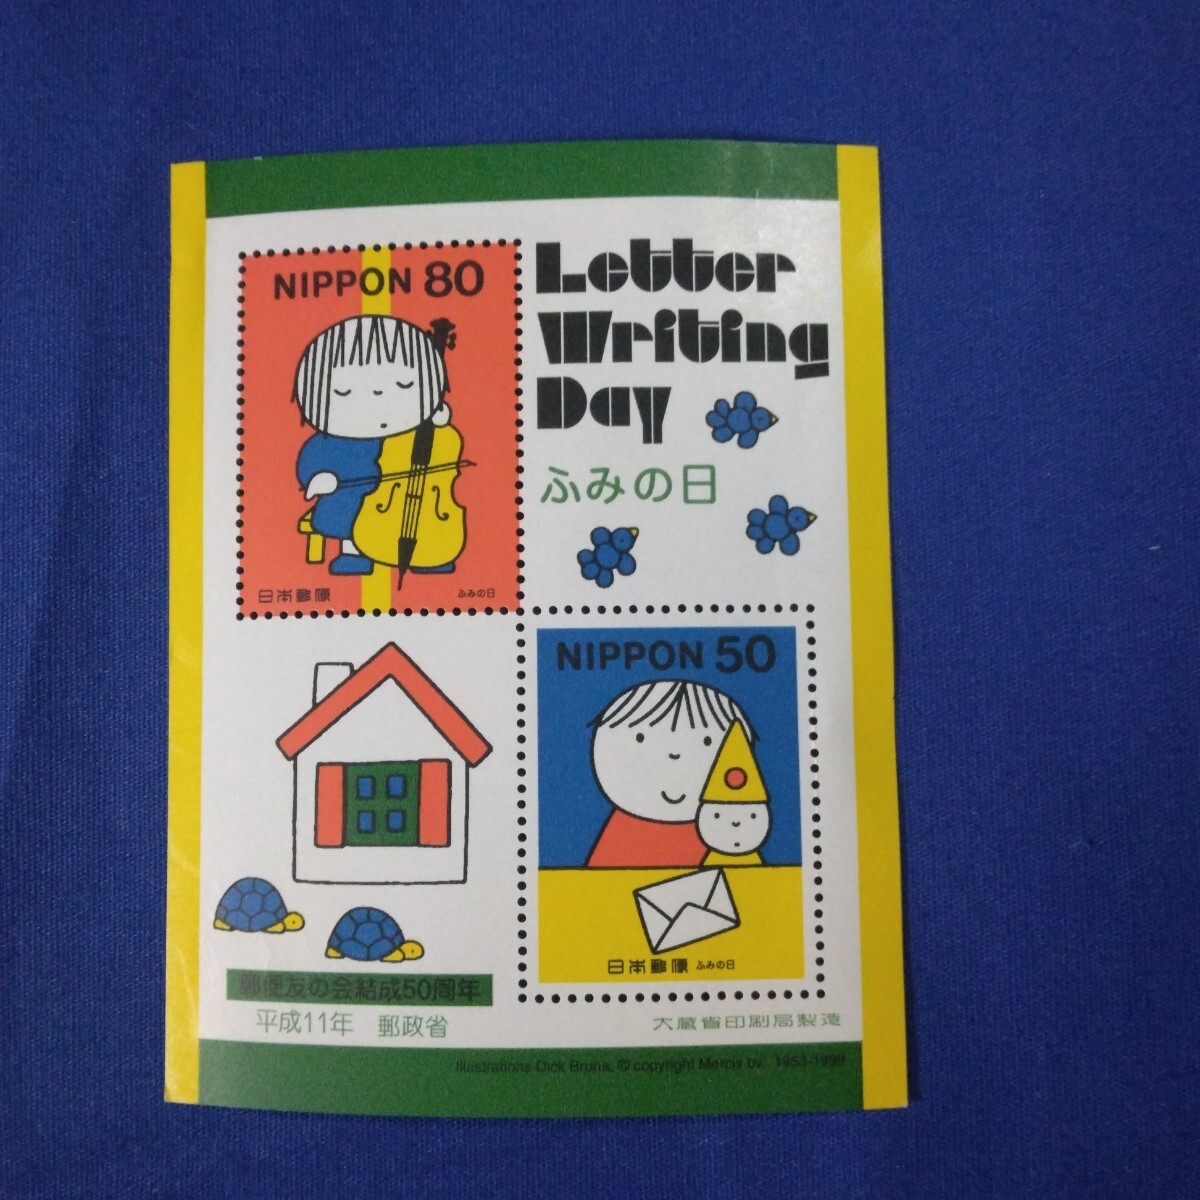 NIPPON 80
日本郵便 ふみの日
Letter
Writing
Day
ふみの日
NIPPON 50
日本郵便 ふみの日
郵便友の会結成50周年
平成11年 郵政省
大蔵省印刷局製造
Illustrations Dick Bruna, © copyright Mercis bv, 1953-1999